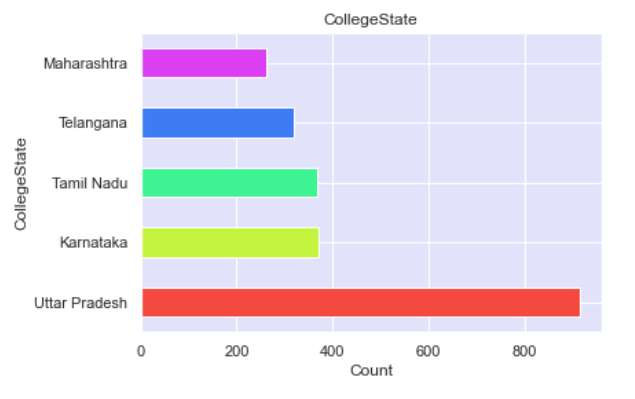 CollegeState
Maharashtra
Telangana
Tamil Nadu
Karnataka
Uttar Pradesh
CollegeState
0 200 400 600 800
Count